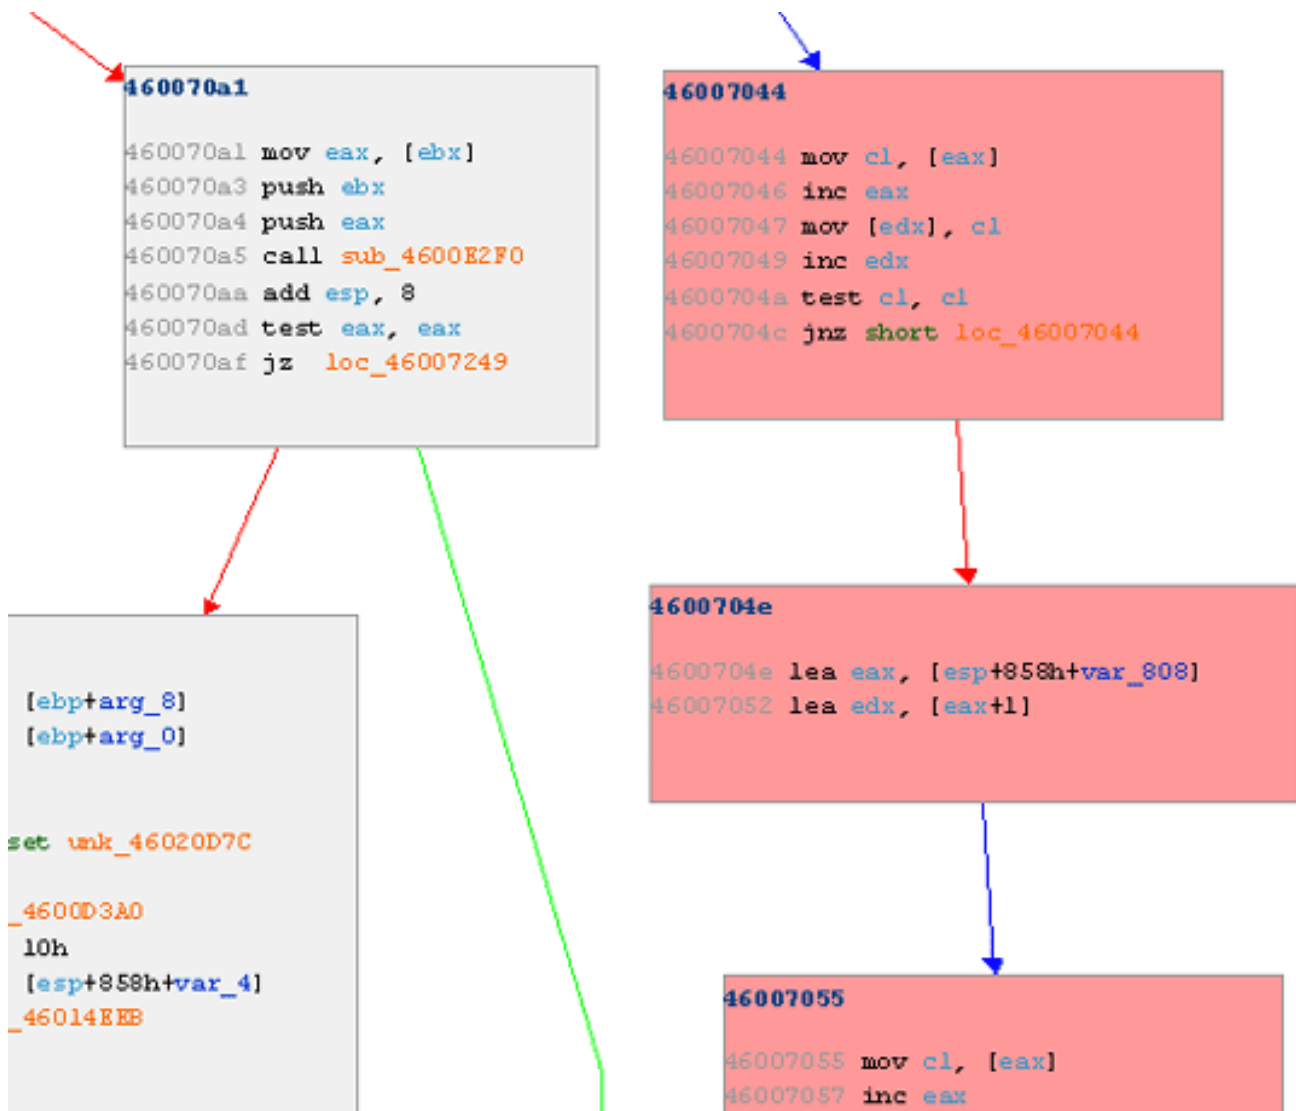 460070a1
460070a1 mov eax, [ebx]
460070a3 push ebx
460070a4 push eax
460070a5 call sub_4600E2F0
460070aa add esp, 8
460070ad test eax, eax
460070af jz loc_46007249
46007044
46007044 mov cl, [eax]
46007046 inc eax
46007047 mov [edx], cl
46007049 inc edx
4600704a test cl, cl
4600704c jnz short loc_46007044
[ebp+arg_8]
[ebp+arg_0]
set unk_46020D7C
_4600D3A0
10h
[esp+858h+var_4]
_46014EEB
4600704e
4600704e lea eax, [esp+858h+var_808]
46007052 lea edx, [eax+1]
46007055
46007055 mov cl, [eax]
46007057 inc eax